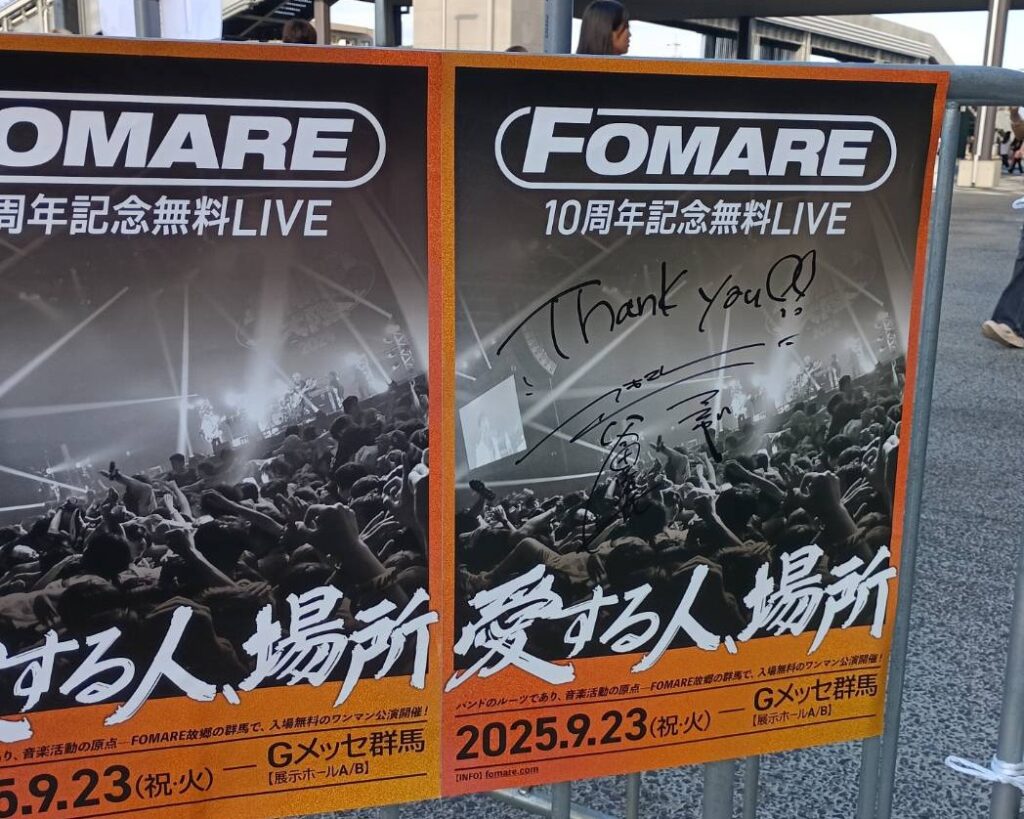 OMARE
周年記念無料LIVE
する人、場所
あり、音楽活動の原点—FOMARE故郷の群馬で、入場無料のワンマン公演開催!
5.9.23(祝·火) — Gメッセ群馬
【展示ホールA/B】
FOMARE
10周年記念無料LIVE
Thank you!!
愛する人、場所
バンドのルーツであり、音楽活動の原点—FOMARE故郷の群馬で、入場無料のワンマン公演開催!
2025.9.23(祝·火) — Gメッセ群馬
【展示ホールA/B】
【INFO】fomare.com